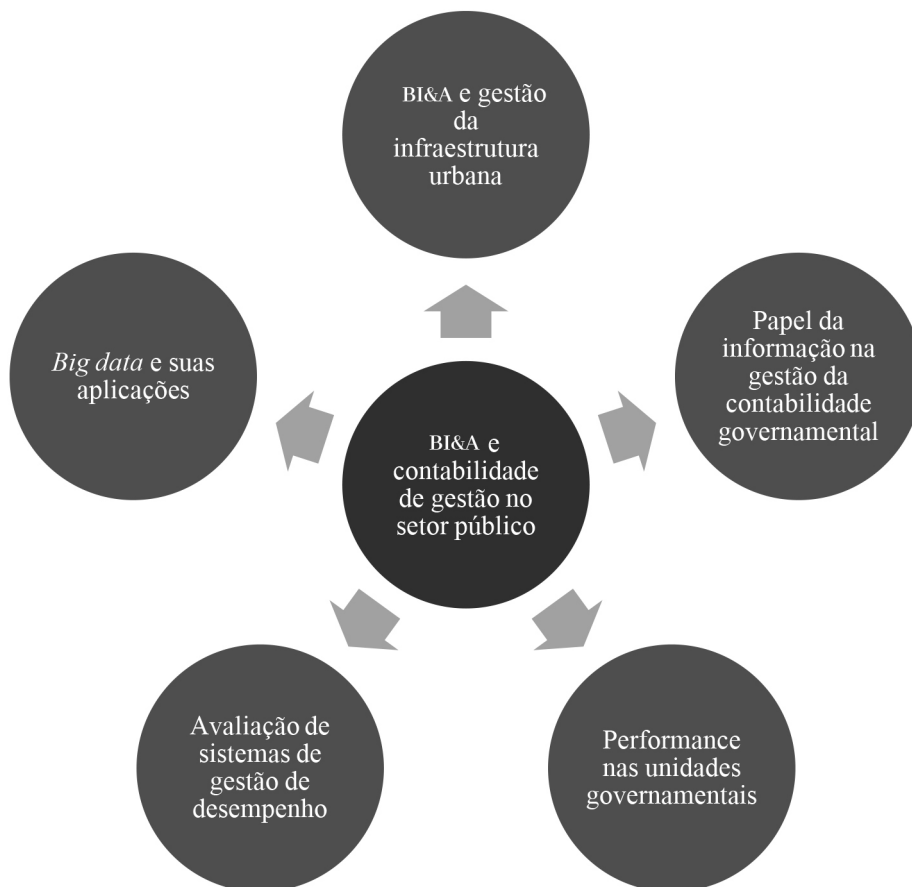 BI&A e gestão
da
infraestrutura
urbana
Papel da
informação na
gestão da
contabilidade
governamental
Big data e suas
aplicações
BI&A e
contabilidade
de gestão no
setor público
Avaliação de
sistemas de
gestão de
desempenho
Performance
nas unidades
governamentais